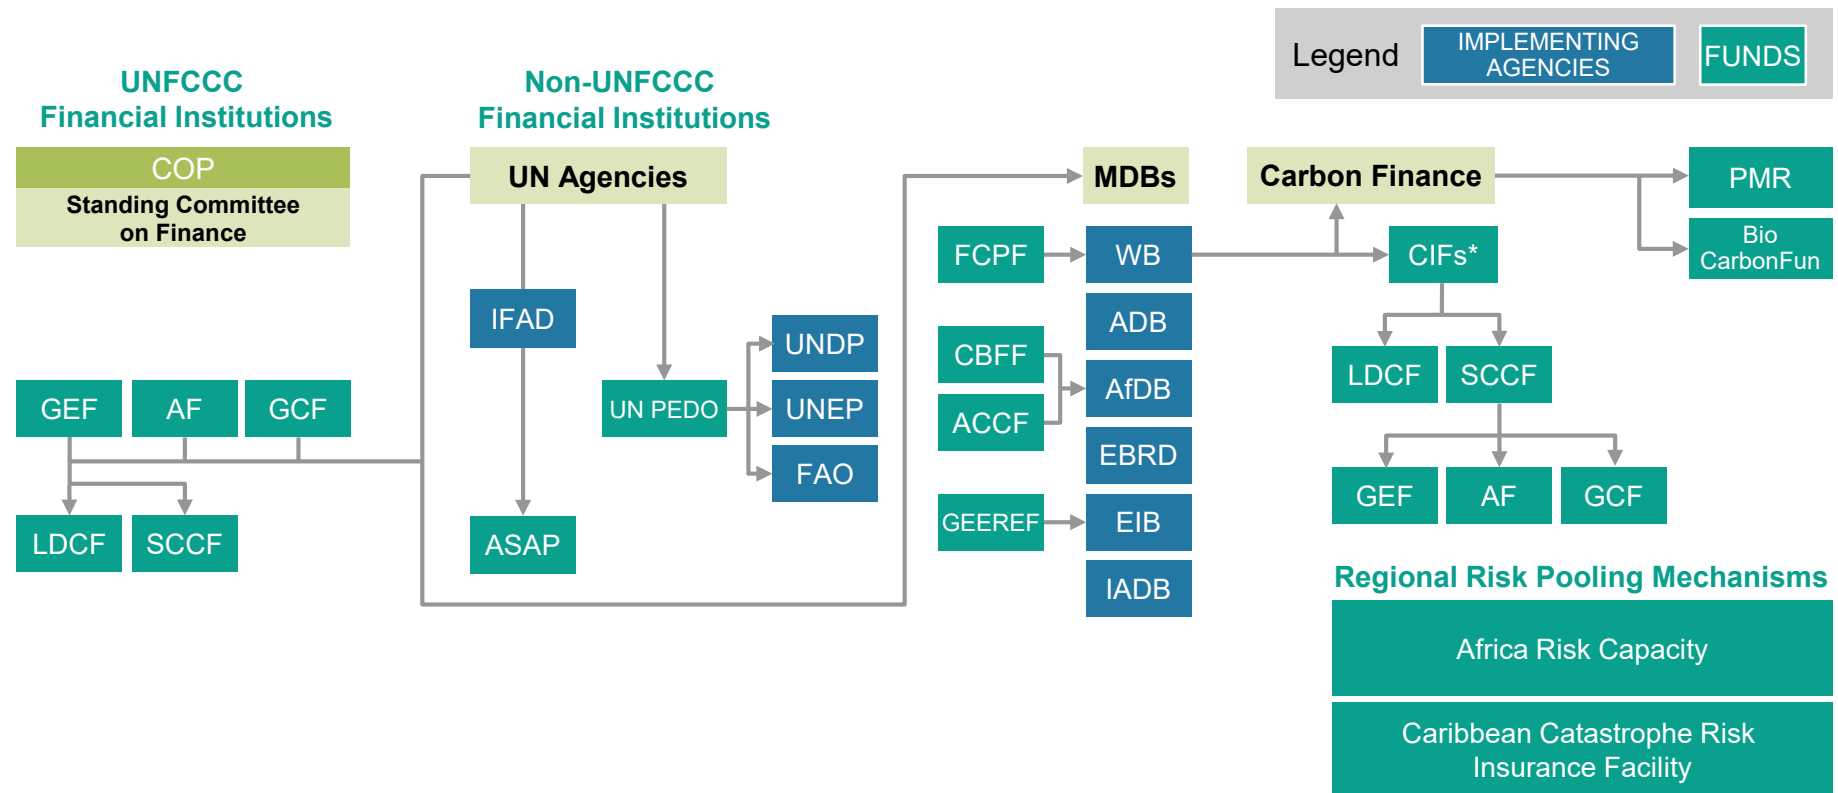 Legend
IMPLEMENTING
AGENCIES
FUNDS
UNFCCC
Financial Institutions
COP
Standing Committee
on Finance
GEF
AF
GCF
LDCF
SCCF
Non-UNFCCC
Financial Institutions
UN Agencies
IFAD
ASAP
UN PEDO
UNDP
UNEP
FAO
MDBs
FCPF
WB
ADB
CBFF
ACCF
AfDB
EBRD
GEEREF
EIB
IADB
Carbon Finance
PMR
Bio
CarbonFun
CIFs*
LDCF
SCCF
GEF
AF
GCF
Regional Risk Pooling Mechanisms
Africa Risk Capacity
Caribbean Catastrophe Risk
Insurance Facility